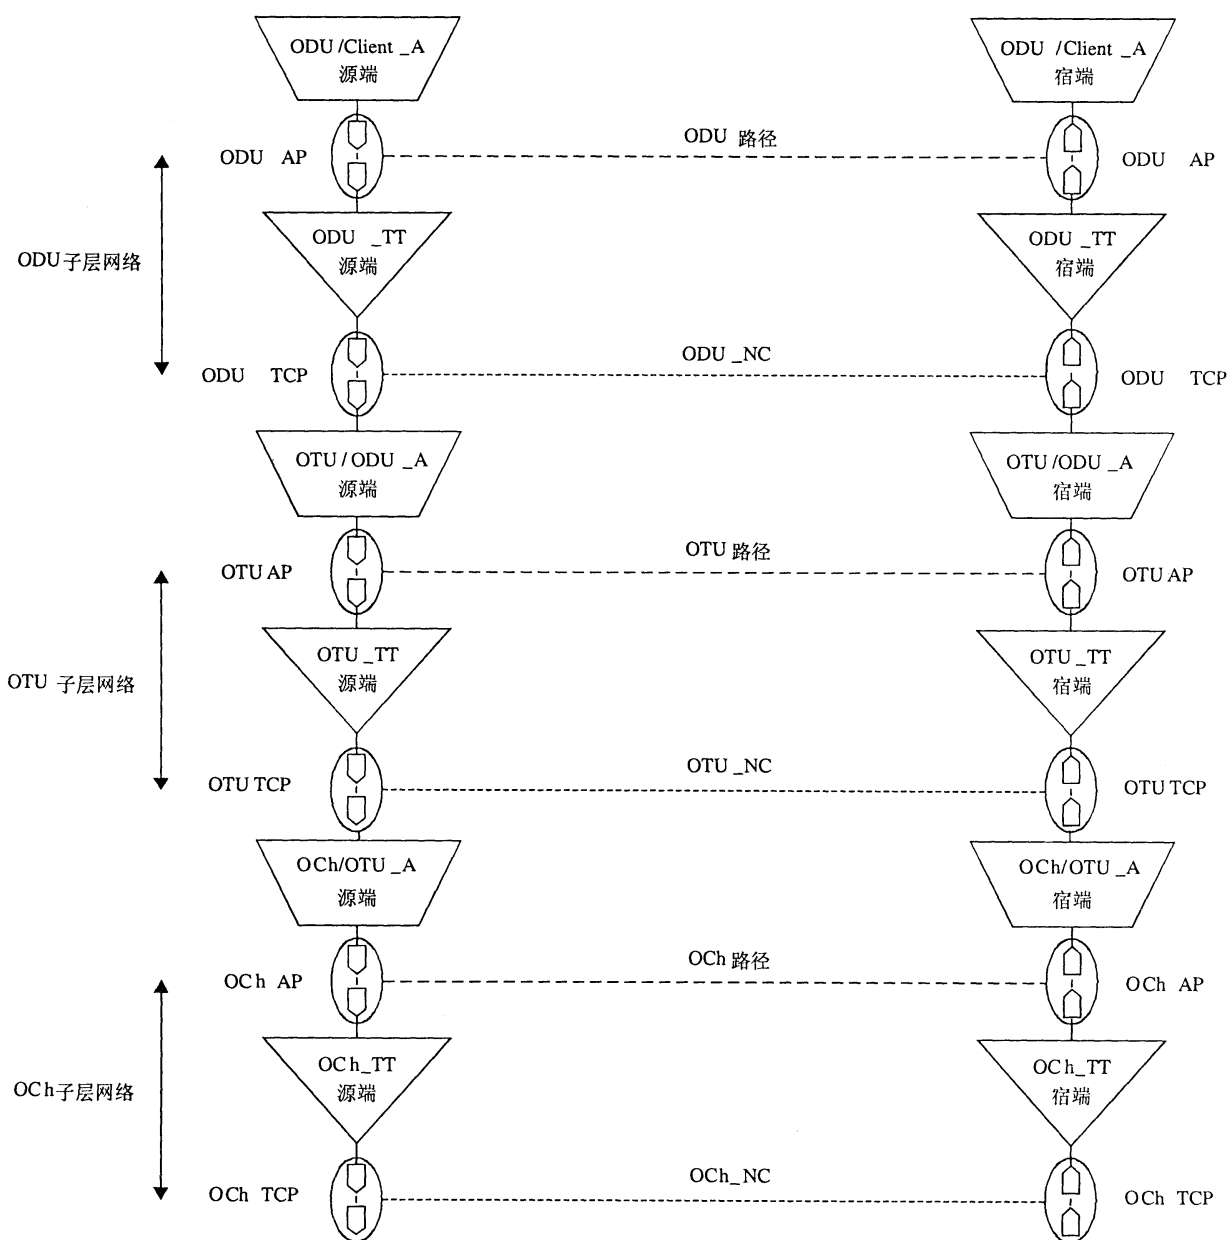 ODU /Client _A
源端
ODU /Client _A
宿端
ODU 路径
ODU AP
ODU AP
ODU _TT
源端
ODU _TT
宿端
ODU子层网络
ODU _NC
ODU TCP
ODU TCP
OTU / ODU _A
源端
OTU /ODU _A
宿端
OTU 路径
OTU AP
OTU AP
OTU _TT
源端
OTU _TT
宿端
OTU 子层网络
OTU _NC
OTU TCP
OTU TCP
OCh/OTU _A
源端
OCh/OTU _A
宿端
OCh 路径
OCh AP
OCh AP
OCh_TT
源端
OCh_TT
宿端
OCh子层网络
OCh_NC
OCh TCP
OCh TCP